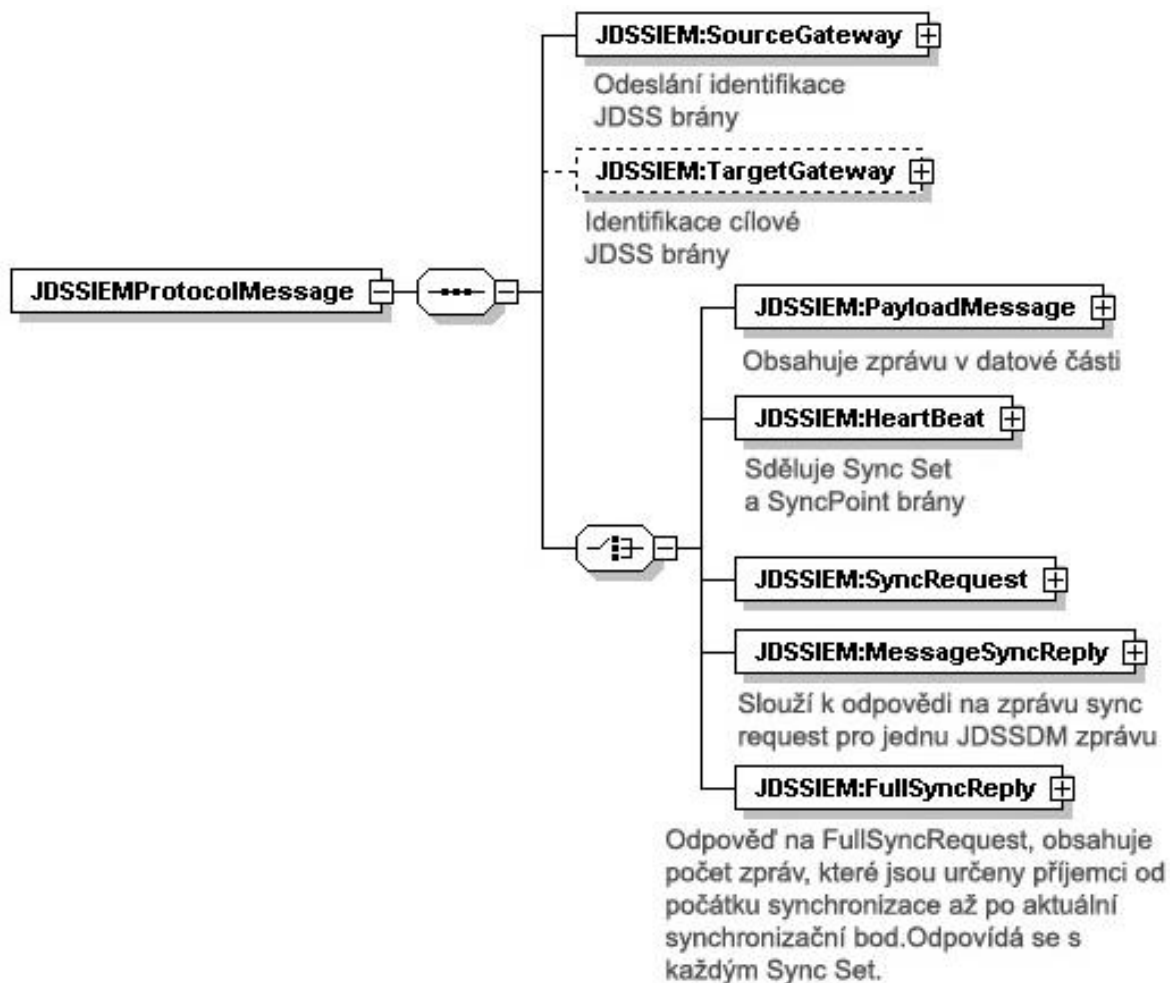 JDSSIEM:SourceGateway
Odeslání identifikace
JDSS brány
JDSSIEM:TargetGateway
Identifikace cílové
JDSS brány
JDSSIEMProtocolMessage
JDSSIEM:PayloadMessage
Obsahuje zprávu v datové části
JDSSIEM:HeartBeat
Sděluje Sync Set
a SyncPoint brány
JDSSIEM:SyncRequest
JDSSIEM:MessageSyncReply
Slouží k odpovědi na zprávu sync
request pro jednu JDSSDM zprávu
JDSSIEM:FullSyncReply
Odpověď na FullSyncRequest, obsahuje
počet zpráv, které jsou určeny příjemci od
počátku synchronizace až po aktuální
synchronizační bod.Odpovídá se s
každým Sync Set.